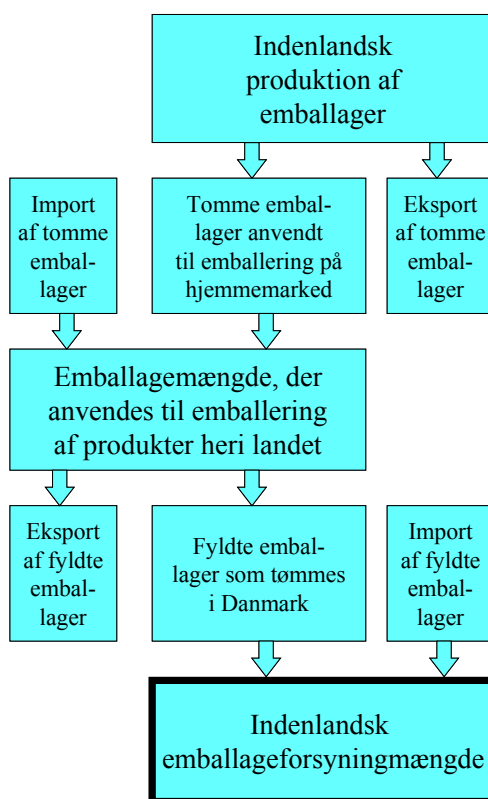 Indenlandsk
produktion af
emballager
Import
af tomme
embal-
lager
Tomme embal-
lager anvendt
til emballering på
hjemmemarked
Eksport
af tomme
embal-
lager
Emballagemængde, der
anvendes til emballering
af produkter heri landet
Eksport
af fyldte
embal-
lager
Fyldte embal-
lager som tømmes
i Danmark
Import
af fyldte
embal-
lager
Indenlandsk
emballageforsyningmængde